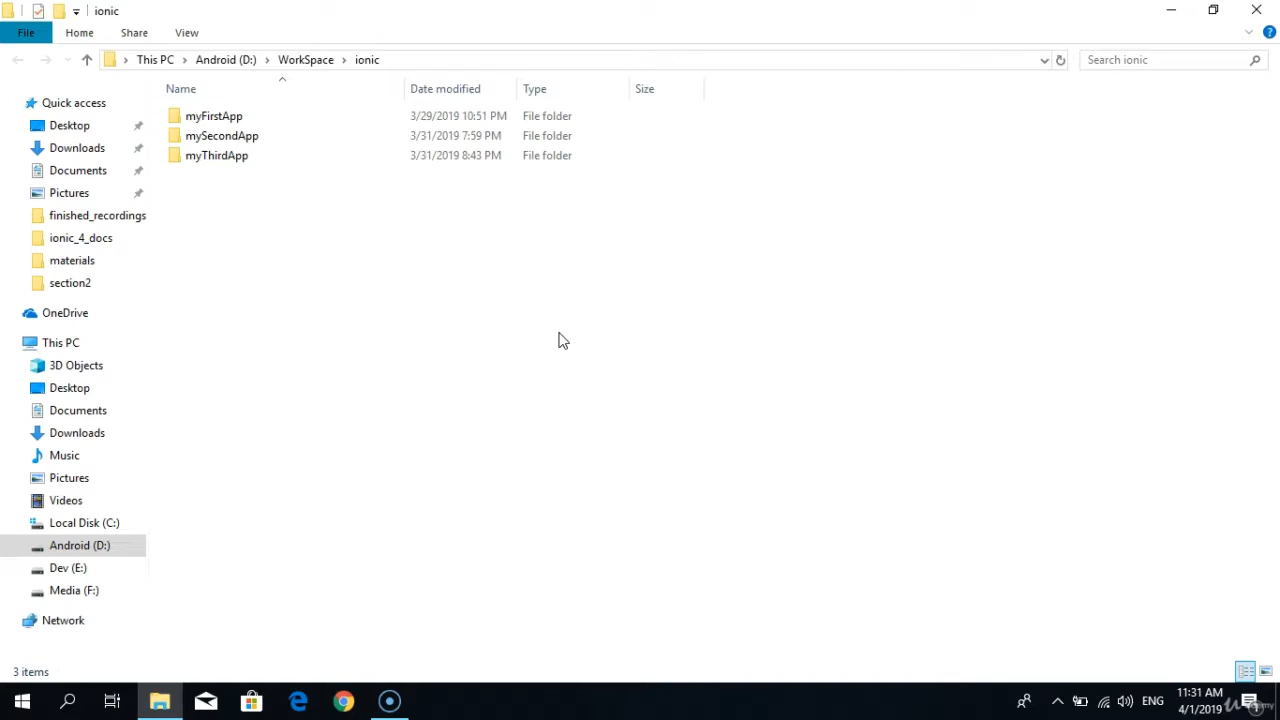 ionic
File Home Share View
This PC Android (D:) WorkSpace ionic
Search ionic
Name Date modified Type Size
myFirstApp 3/29/2019 10:51 PM File folder
mySecondApp 3/31/2019 7:59 PM File folder
myThirdApp 3/31/2019 8:43 PM File folder
Quick access
Desktop
Downloads
Documents
Pictures
finished_recordings
ionic_4_docs
materials
section2
OneDrive
This PC
3D Objects
Desktop
Documents
Downloads
Music
Pictures
Videos
Local Disk (C:)
Android (D:)
Dev (E:)
Media (F:)
Network
3 items
ENG
11:31 AM
4/1/2019